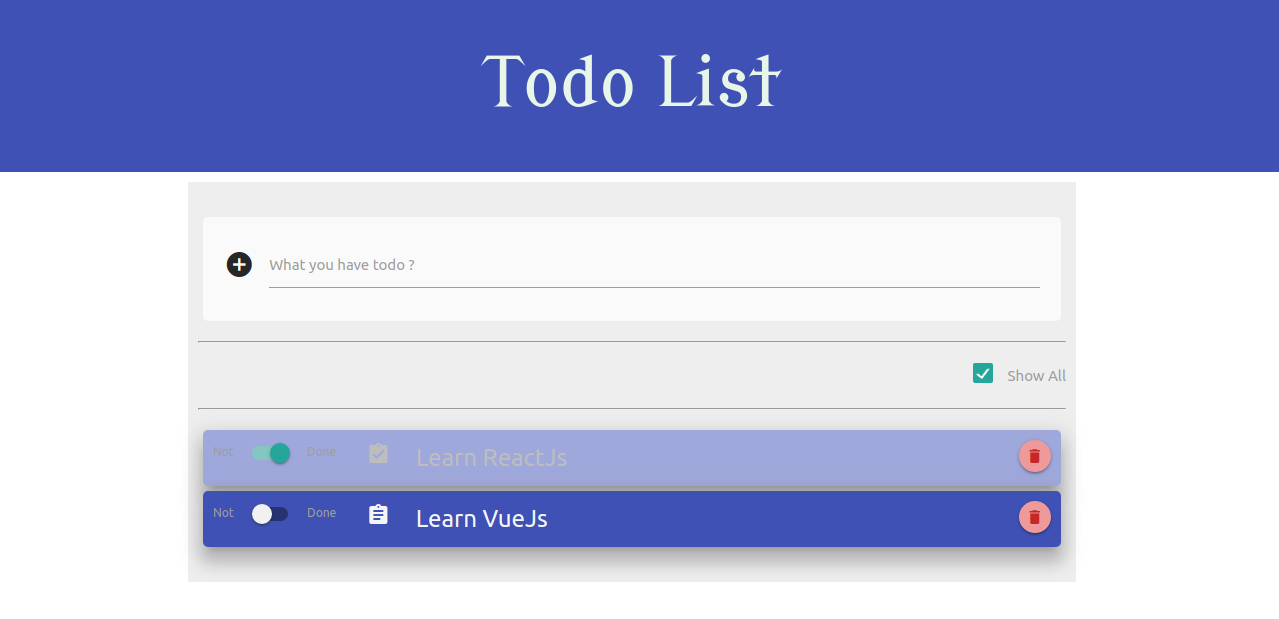 Todo List
What you have todo ?
Show All
Not Done Learn ReactJs
Not Done Learn VueJs